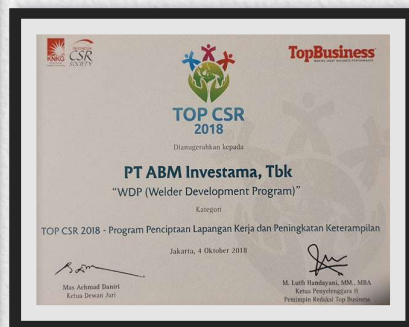 KNKG
CSR
SOCIETY
TopBusiness
TOP CSR
2018
Dianugerahkan kepada
PT ABM Investama, Tbk
"WDP (Welder Development Program)"
Kategori
TOP CSR 2018 - Program Penciptaan Lapangan Kerja dan Peningkatan Keterampilan
Jakarta, 4 Oktober 2018
Mas Achmad Daniri
Ketua Dewan Juri
M. Lutfi Handayani, MM., MBA
Ketua Penyelenggara &
Pemimpin Redaksi Top Business